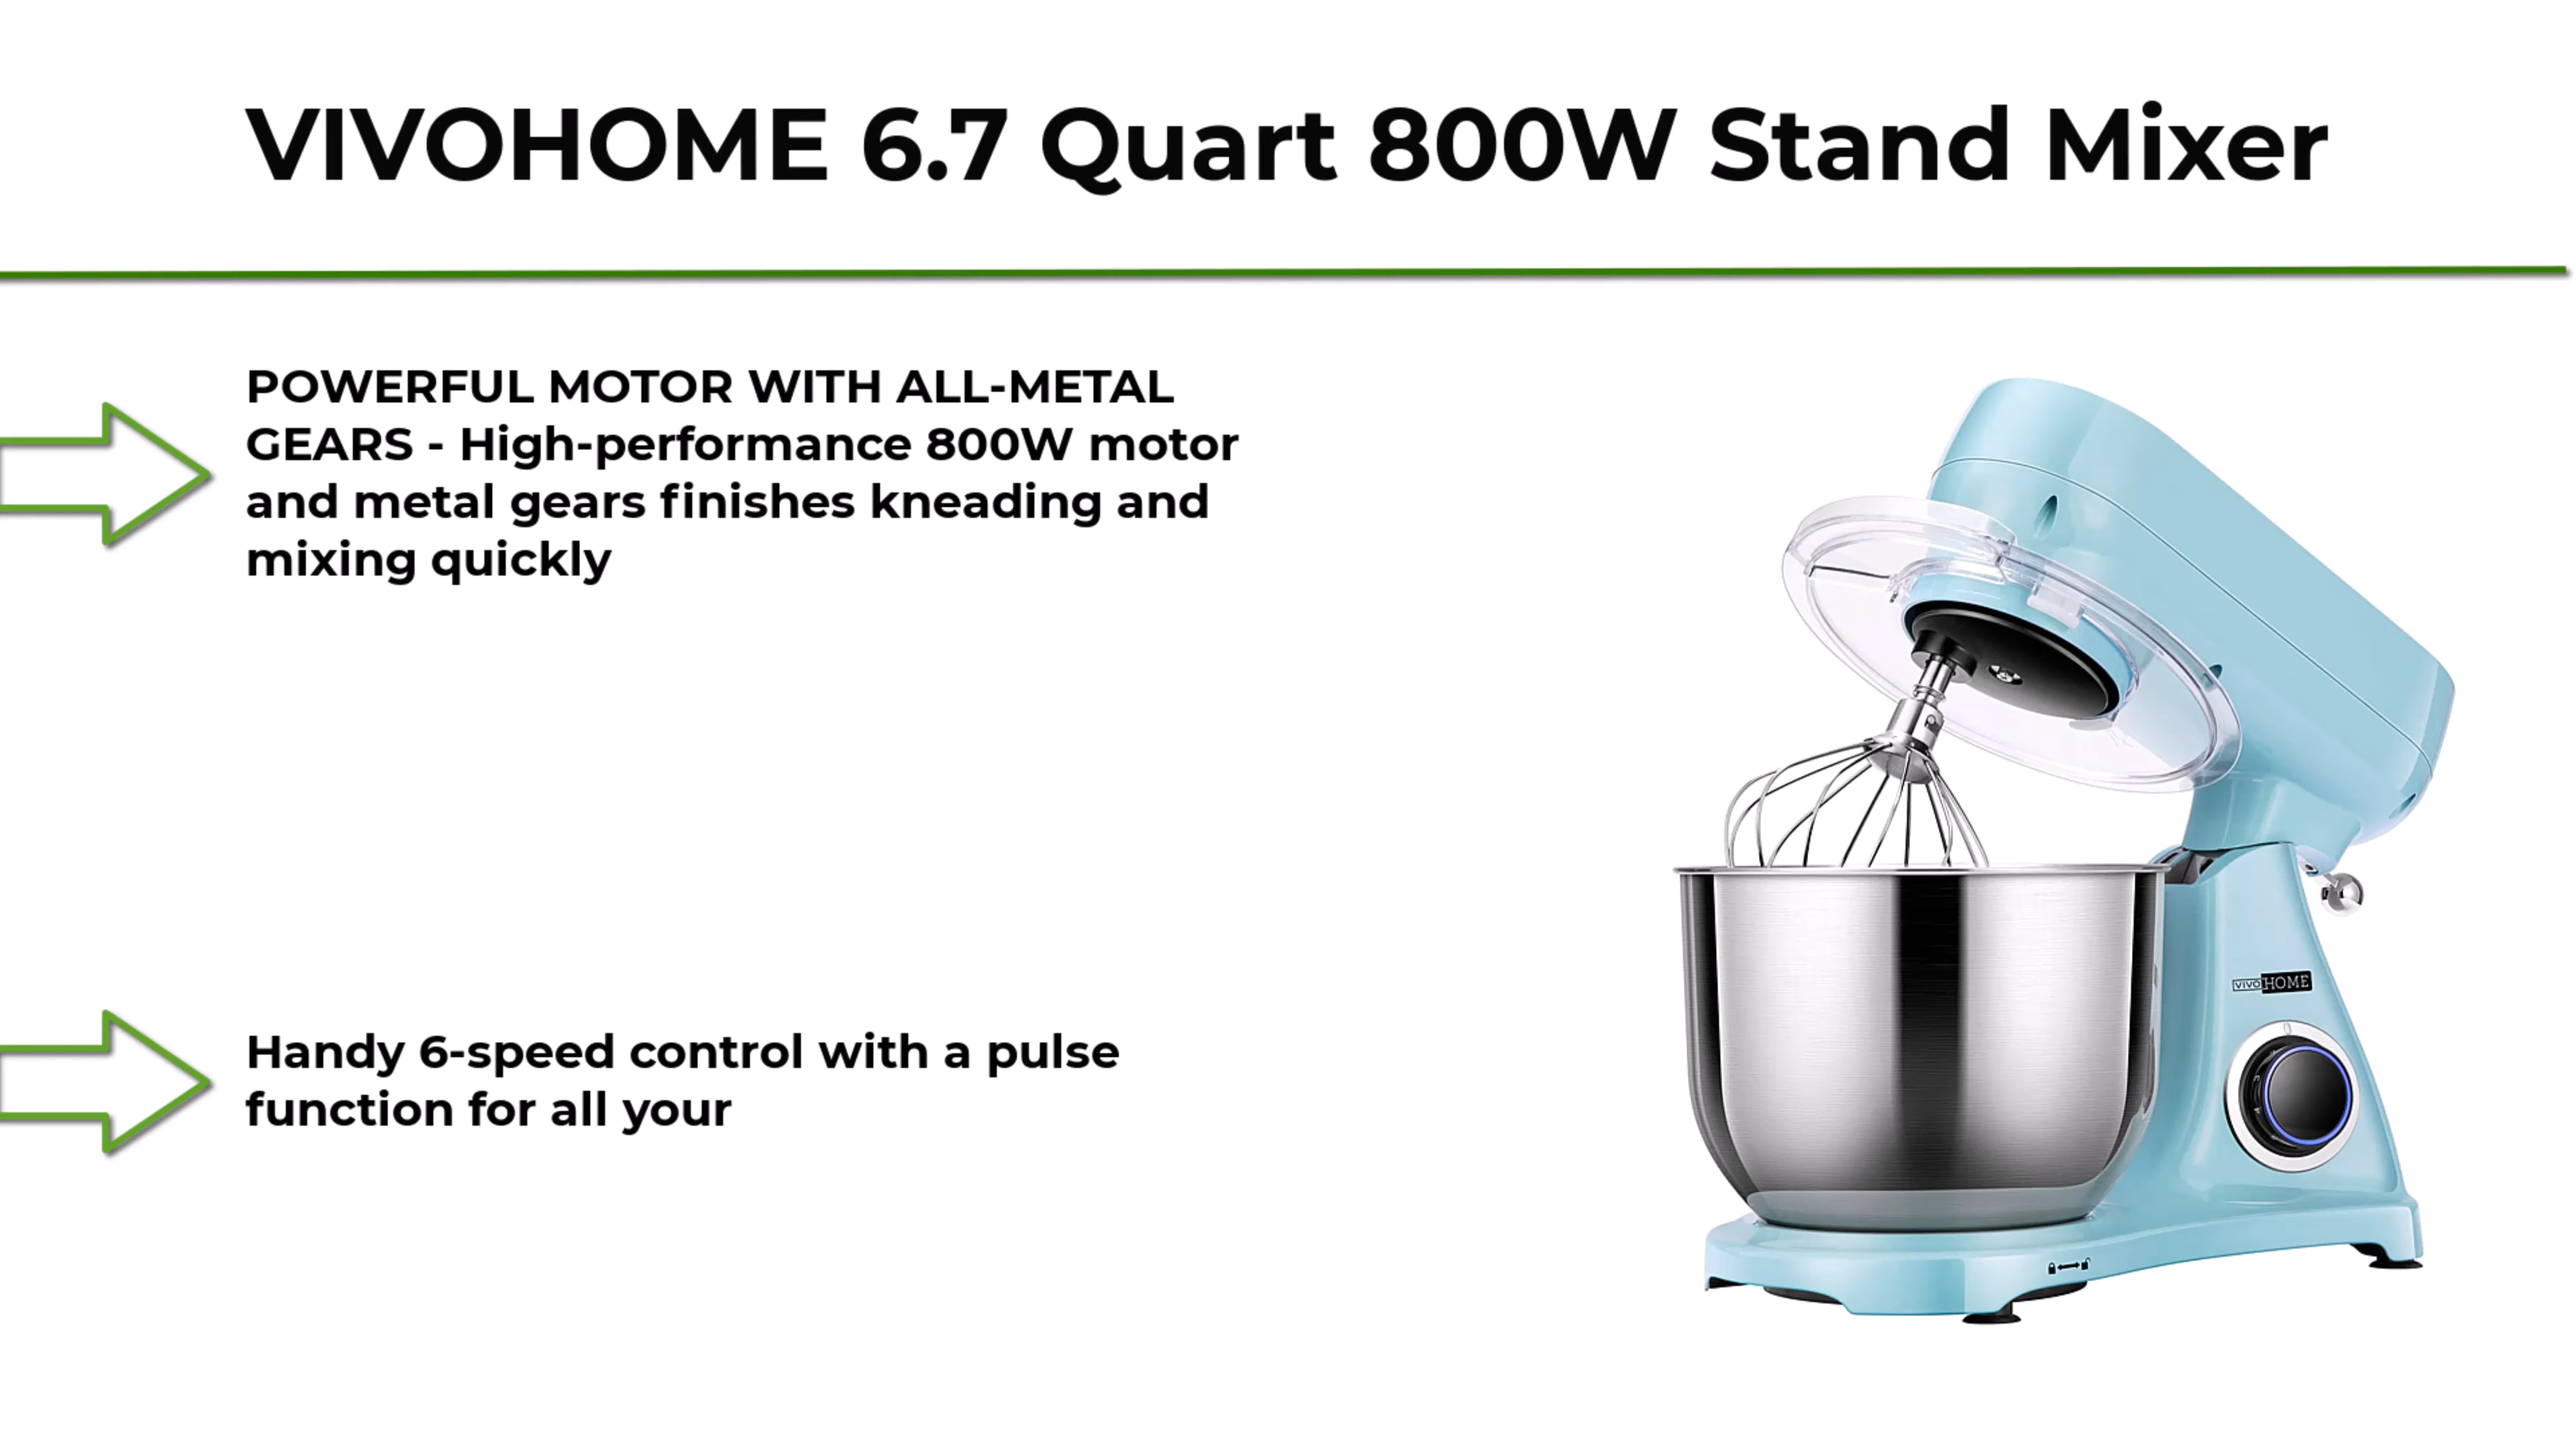 VIVOHOME 6.7 Quart 800W Stand Mixer
POWERFUL MOTOR WITH ALL-METAL
GEARS - High-performance 800W motor
and metal gears finishes kneading and
mixing quickly
Handy 6-speed control with a pulse
function for all your
VIVOHOME
0